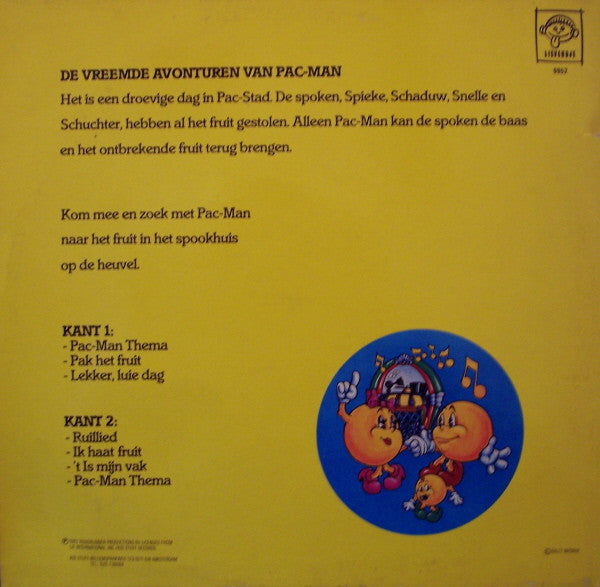 LISPENDAS
6952
DE VREEMDE AVONTUREN VAN PAC-MAN
Het is een droevige dag in Pac-Stad. De spoken, Spieke, Schaduw, Snelle en
Schuchter, hebben al het fruit gestolen. Alleen Pac-Man kan de spoken de baas
en het ontbrekende fruit terug brengen.
Kom mee en zoek met Pac-Man
naar het fruit in het spookhuis
op de heuvel.
KANT 1:
- Pac-Man Thema
- Pak het fruit
- Lekker, luie dag
KANT 2:
- Ruillied
- Ik haat fruit
- 't Is mijn vak
- Pac-Man Thema